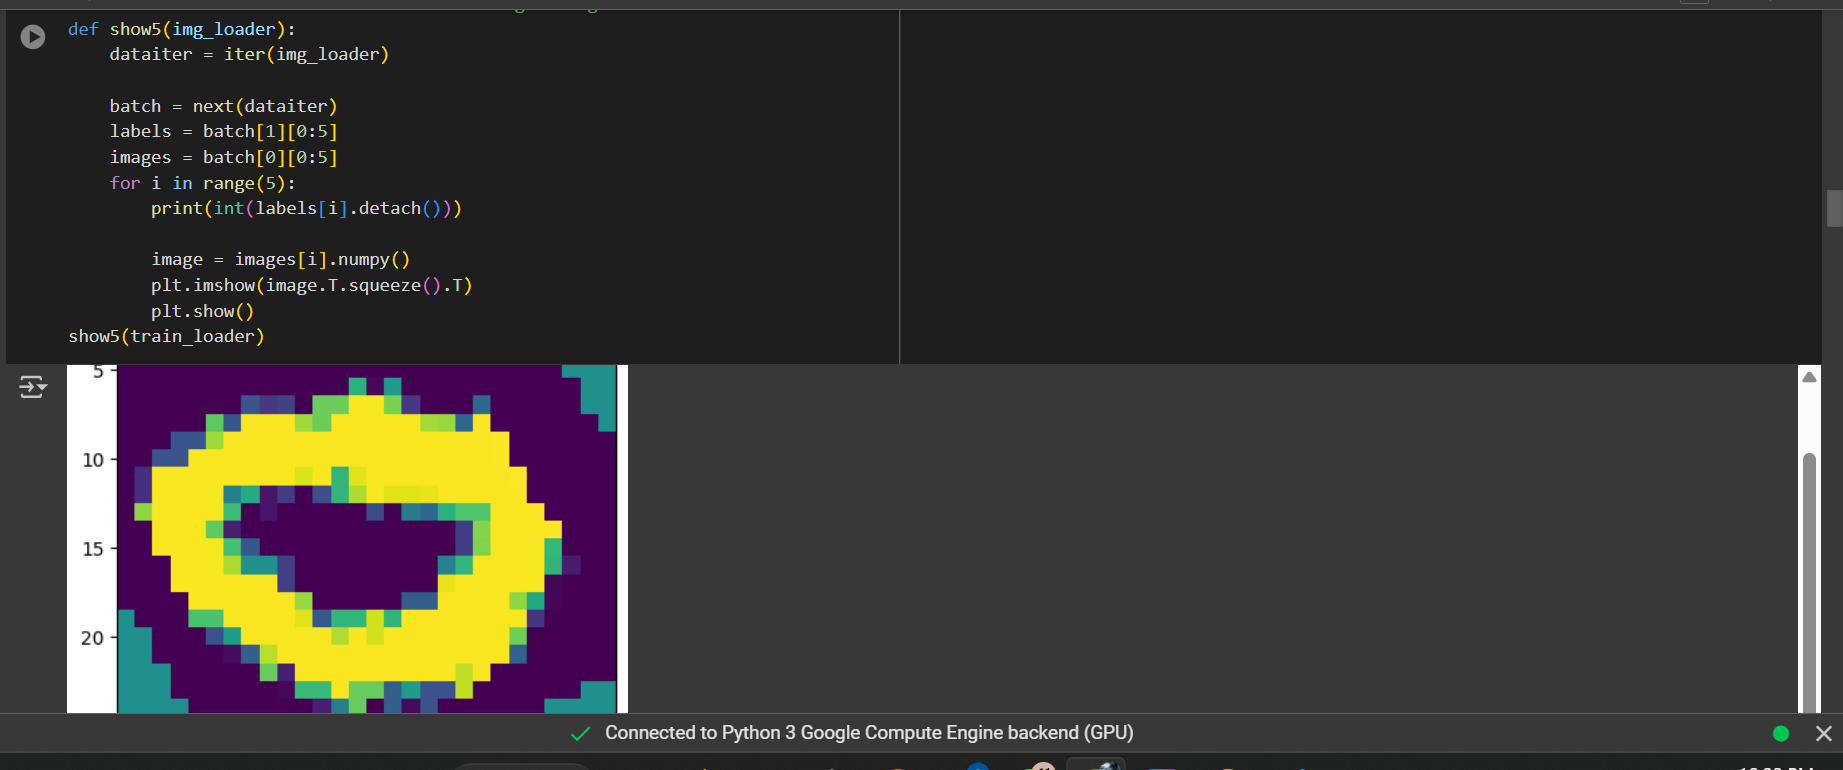 def show5(img_loader):
    dataiter = iter(img_loader)

    batch = next(dataiter)
    labels = batch[1][0:5]
    images = batch[0][0:5]
    for i in range(5):
        print(int(labels[i].detach()))

        image = images[i].numpy()
        plt.imshow(image.T.squeeze().T)
        plt.show()
show5(train_loader)
5
10
15
20
Connected to Python 3 Google Compute Engine backend (GPU)